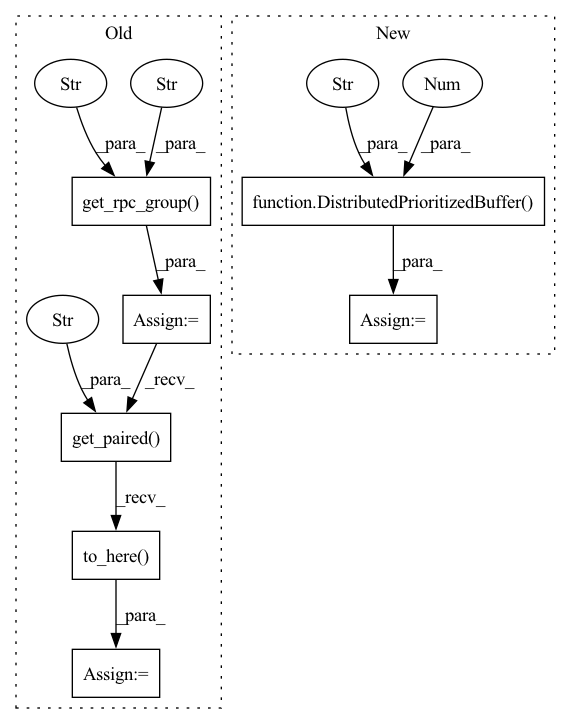 Old
New
Str
Str
Str
Num
_para_
_para_
_para_
_para_
get_rpc_group()
function.DistributedPrioritizedBuffer()
_para_
_para_
Str
Assign:=
Assign:=
_para_
_recv_
get_paired()
_recv_
to_here()
_para_
Assign:=